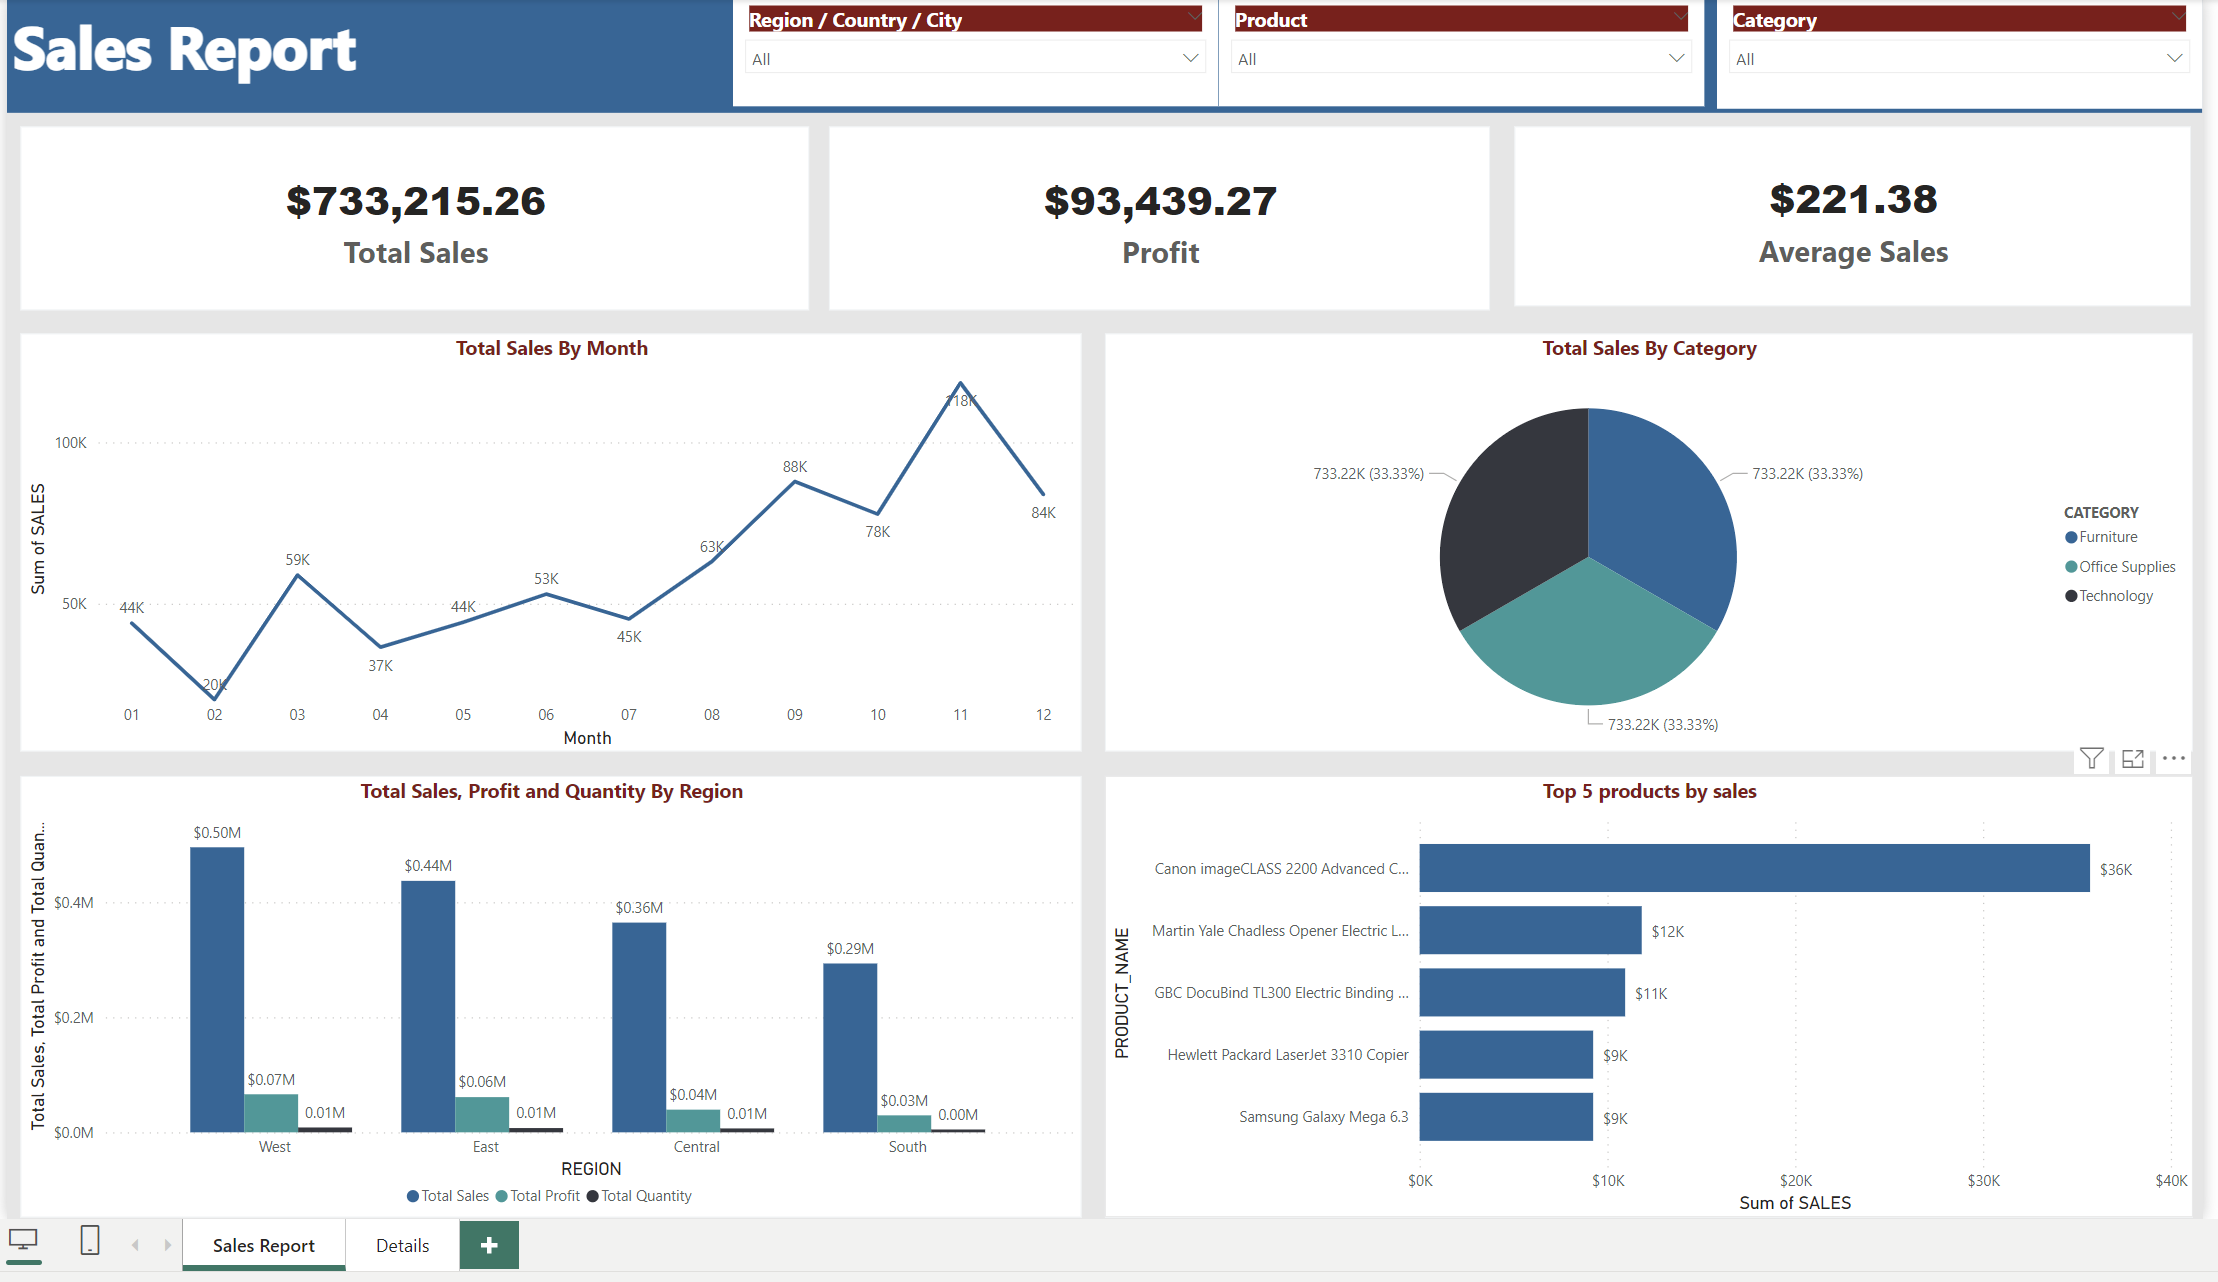 Sales Report
Region / Country / City
All
Product
All
Category
All
$733,215.26
Total Sales
$93,439.27
Profit
$221.38
Average Sales
Total Sales By Month
Sum of SALES
100K
50K
44K
20K
59K
37K
44K
53K
45K
63K
88K
78K
118K
84K
01 02 03 04 05 06 07 08 09 10 11 12
Month
Total Sales By Category
733.22K (33.33%)
733.22K (33.33%)
733.22K (33.33%)
CATEGORY
Furniture
Office Supplies
Technology
Total Sales, Profit and Quantity By Region
Total Sales, Total Profit and Total Quan...
$0.4M
$0.2M
$0.0M
$0.50M
$0.07M
0.01M
$0.44M
$0.06M
0.01M
$0.36M
$0.04M
0.01M
$0.29M
$0.03M
0.00M
West East Central South
REGION
Total Sales Total Profit Total Quantity
Top 5 products by sales
PRODUCT_NAME
Canon imageCLASS 2200 Advanced C... $36K
Martin Yale Chadless Opener Electric L... $12K
GBC DocuBind TL300 Electric Binding ... $11K
Hewlett Packard LaserJet 3310 Copier $9K
Samsung Galaxy Mega 6.3 $9K
$0K $10K $20K $30K $40K
Sum of SALES
Sales Report
Details